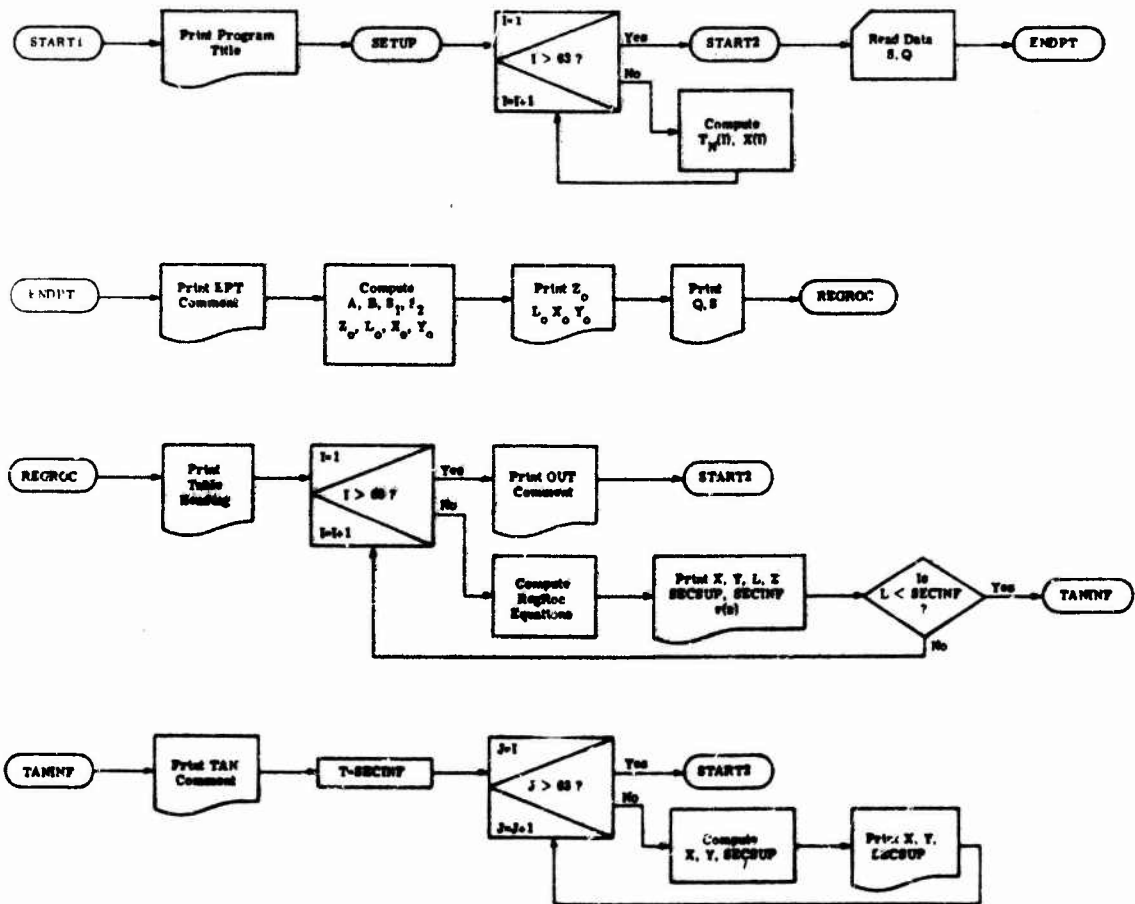 START1
Print Program
Title
SETUP
I=1
I > 63 ?
I=I+1
Yes
No
START2
Read Data
S, Q
ENDPT
Compute
T_N(I), X(I)
ENDPT
Print EPT
Comment
Compute
A, B, S_1, S_2
Z_o, L_o, X_o, Y_o
Print Z_o
L_o X_o Y_o
Print
Q, S
REGROC
REGROC
Print
Table
Heading
I=1
I > 63 ?
I=I+1
Yes
No
Print OUT
Comment
START2
Compute
RegRoc
Equations
Print X, Y, L, Z
SECSUP, SECINF
Is
L < SECINF
?
Yes
No
TANINF
TANINF
Print TAN
Comment
T=SECINF
J=I
J > 63 ?
J=J+1
Yes
No
START2
Compute
X, Y, SECSUP
Print X, Y,